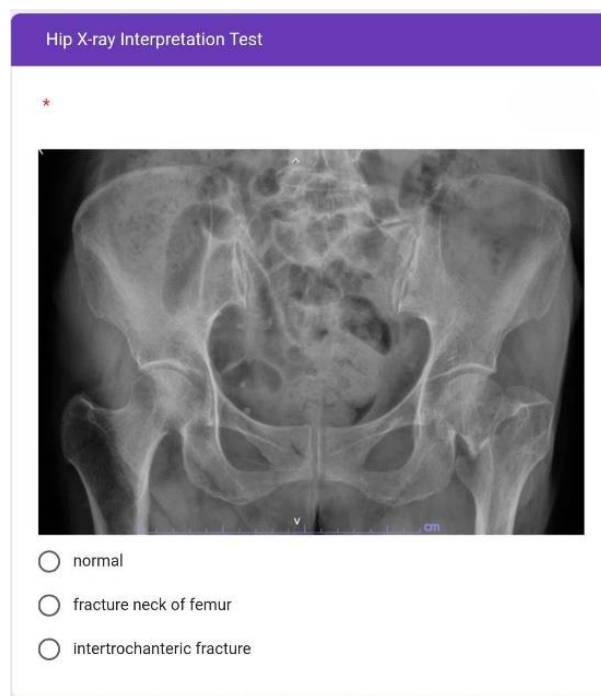 Hip X-ray Interpretation Test
*
cm
normal
fracture neck of femur
intertrochanteric fracture